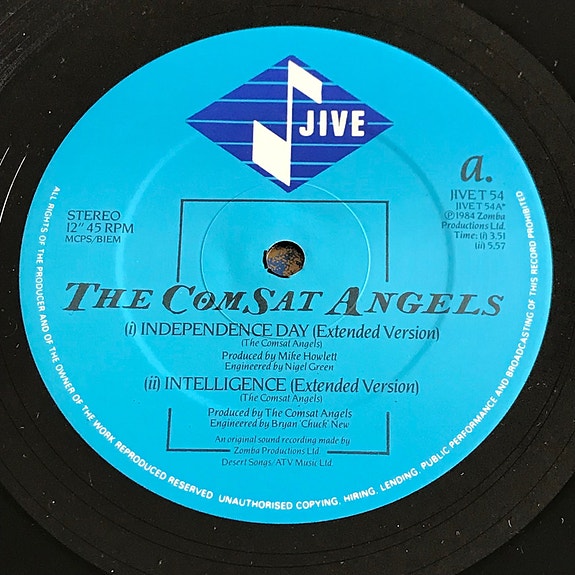 JIVE
a.
JIVE T 54
JIVE T 54A*
℗ 1984 Zomba
Productions Ltd.
Time: (i) 3.51
(ii) 5.57
STEREO
12" 45 RPM
MCPS/BIEM
THE COMSAT ANGELS
(i) INDEPENDENCE DAY (Extended Version)
(The Comsat Angels)
Produced by Mike Howlett
Engineered by Nigel Green
(ii) INTELLIGENCE (Extended Version)
(The Comsat Angels)
Produced by The Comsat Angels
Engineered by Bryan 'Chuck' New
An original sound recording made by
Zomba Productions Ltd
Desert Songs/ATV Music Ltd
ALL RIGHTS OF THE PRODUCER AND OF THE OWNER OF THE WORK REPRODUCED RESERVED UNAUTHORISED COPYING, HIRING, LENDING, PUBLIC PERFORMANCE AND BROADCASTING OF THIS RECORD PROHIBITED